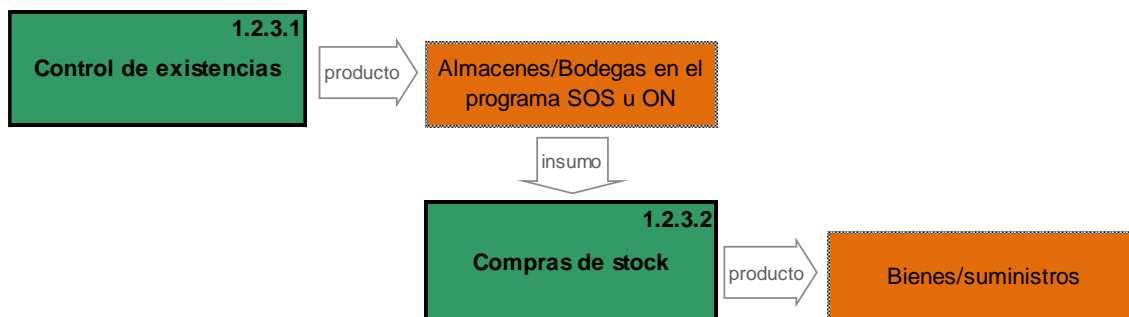 1.2.3.1
Control de existencias
producto
Almacenes/Bodegas en el
programa SOS u ON
insumo
1.2.3.2
Compras de stock
producto
Bienes/suministros